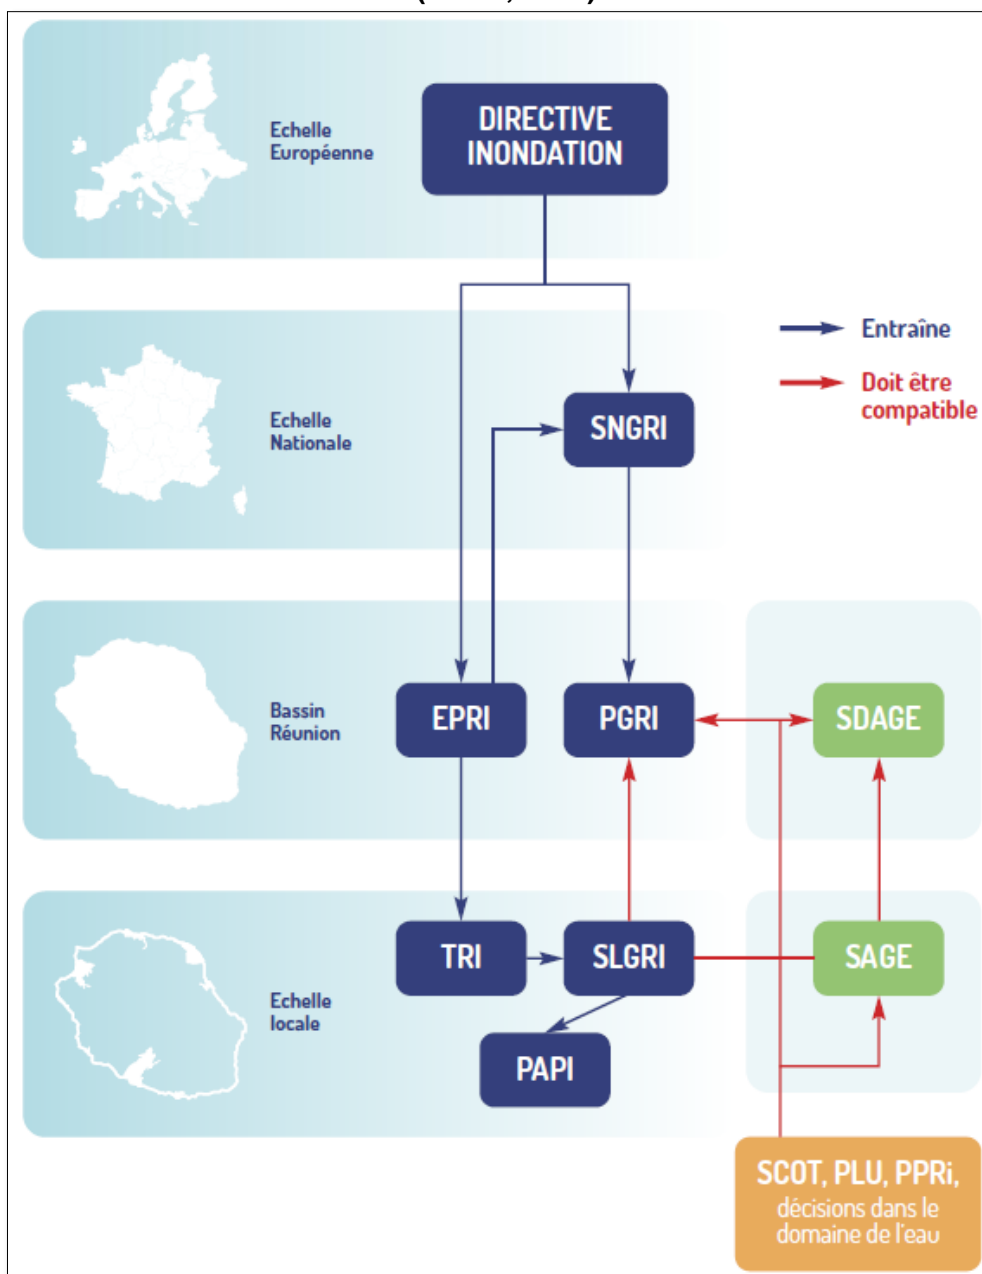 Echelle
Européenne
DIRECTIVE
INONDATION
Entraîne
Doit être
compatible
Echelle
Nationale
SNGRI
Bassin
Réunion
EPRI
PGRI
SDAGE
Echelle
locale
TRI
SLGRI
SAGE
PAPI
SCOT, PLU, PPRi,
décisions dans le
domaine de l'eau